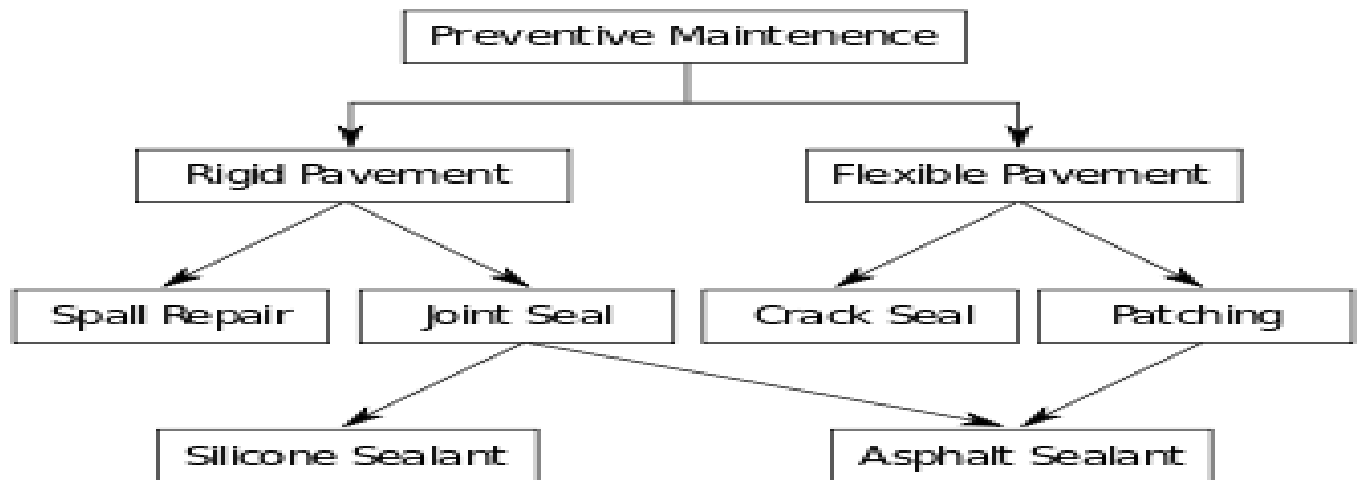 Preventive Maintenence
Rigid Pavement
Flexible Pavement
Spall Repair
Joint Seal
Crack Seal
Patching
Silicone Sealant
Asphalt Sealant